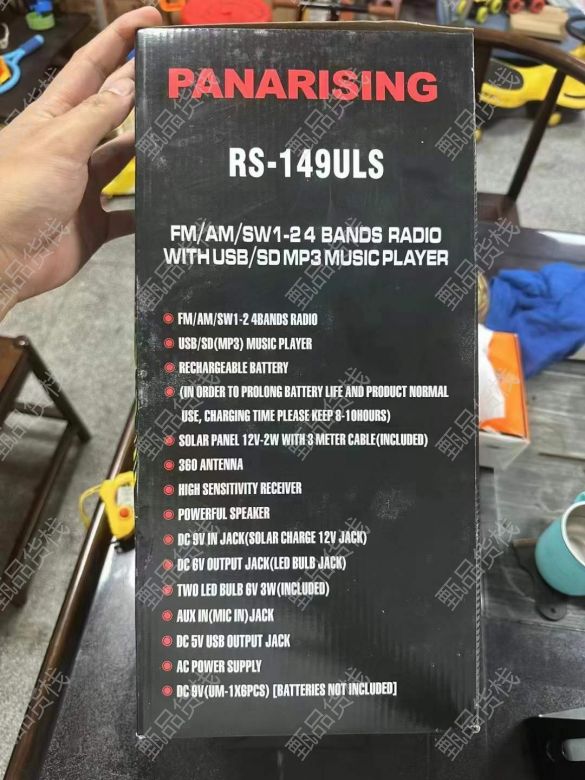 PANARISING
RS-149ULS
FM/AM/SW1-2 4 BANDS RADIO
WITH USB/SD MP3 MUSIC PLAYER
FM/AM/SW1-2 4BANDS RADIO
USB/SD(MP3) MUSIC PLAYER
RECHARGEABLE BATTERY
(IN ORDER TO PROLONG BATTERY LIFE AND PRODUCT NORMAL
USE, CHARGING TIME PLEASE KEEP 8-10HOURS)
SOLAR PANEL 12V-2W WITH 3 METER CABLE(INCLUDED)
360 ANTENNA
HIGH SENSITIVITY RECEIVER
POWERFUL SPEAKER
DC 9V IN JACK(SOLAR CHARGE 12V JACK)
DC 6V OUTPUT JACK(LED BULB JACK)
TWO LED BULB 6V 3W(INCLUDED)
AUX IN(MIC IN)JACK
DC 5V USB OUTPUT JACK
AC POWER SUPPLY
DC 9V(UM-1X6PCS) [BATTERIES NOT INCLUDED]
甄品货栈